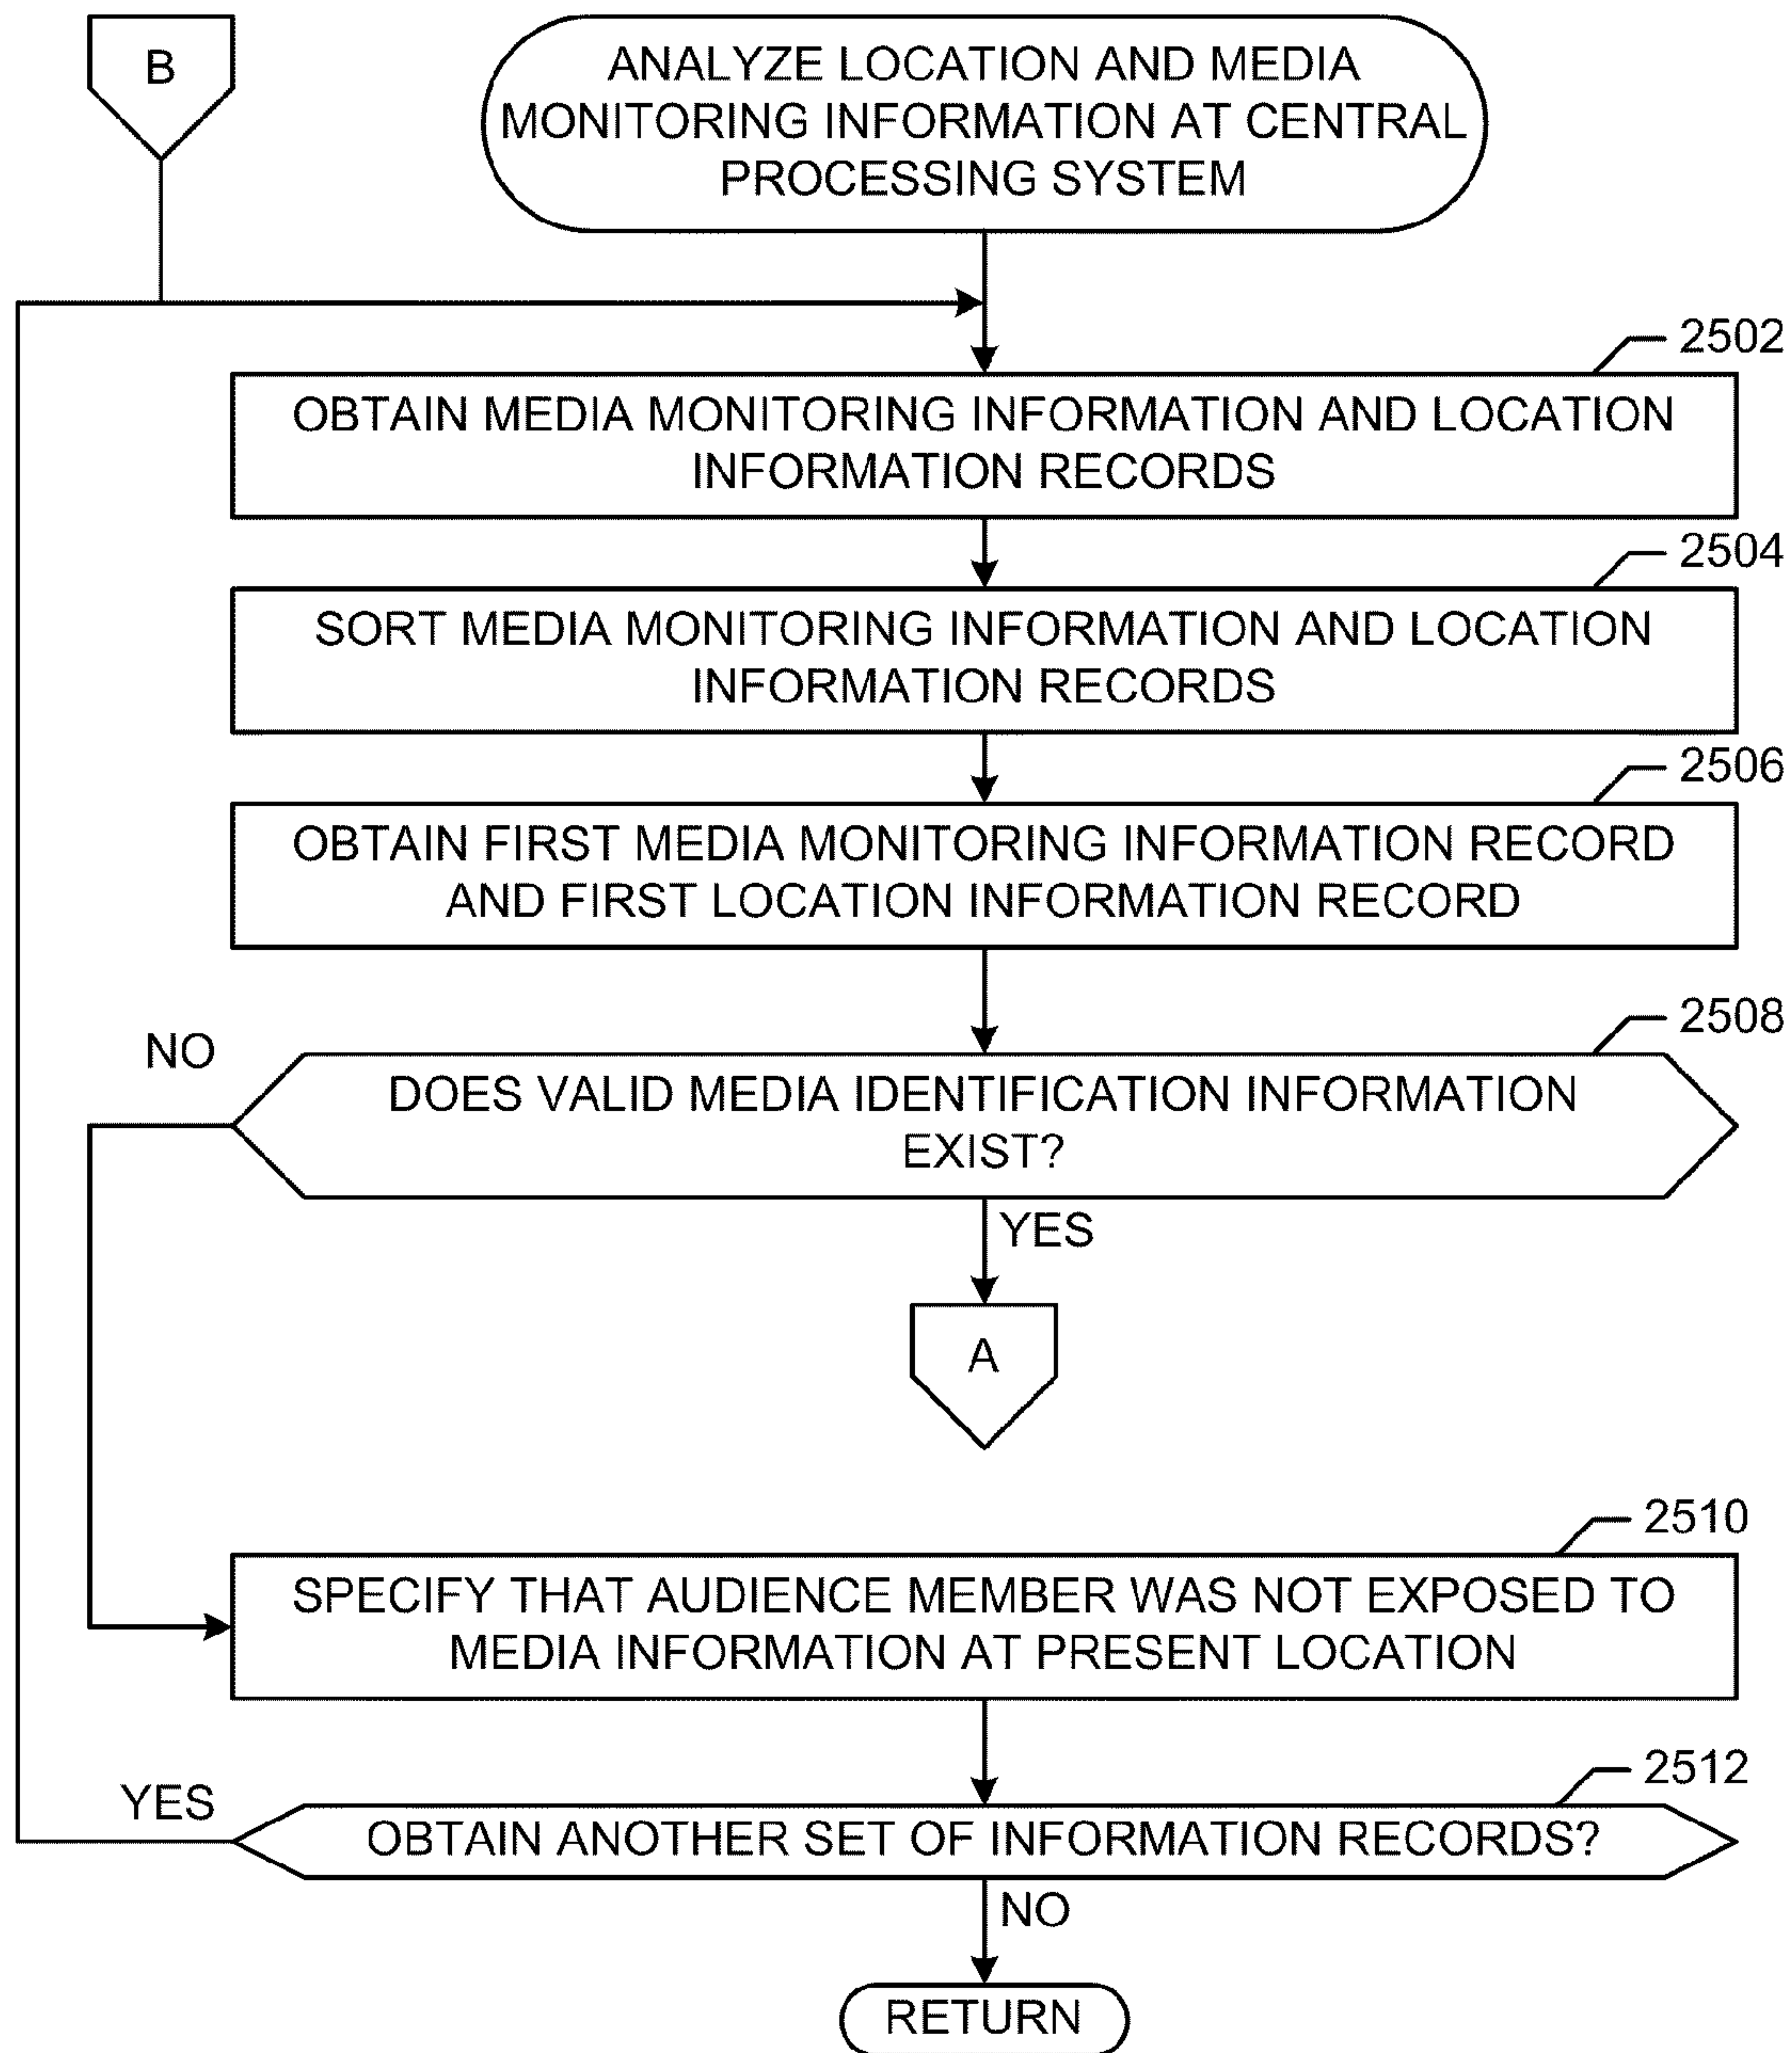 B
ANALYZE LOCATION AND MEDIA
MONITORING INFORMATION AT CENTRAL
PROCESSING SYSTEM
2502
OBTAIN MEDIA MONITORING INFORMATION AND LOCATION
INFORMATION RECORDS
2504
SORT MEDIA MONITORING INFORMATION AND LOCATION
INFORMATION RECORDS
2506
OBTAIN FIRST MEDIA MONITORING INFORMATION RECORD
AND FIRST LOCATION INFORMATION RECORD
2508
NO
DOES VALID MEDIA IDENTIFICATION INFORMATION
EXIST?
YES
A
2510
SPECIFY THAT AUDIENCE MEMBER WAS NOT EXPOSED TO
MEDIA INFORMATION AT PRESENT LOCATION
2512
YES
OBTAIN ANOTHER SET OF INFORMATION RECORDS?
NO
RETURN